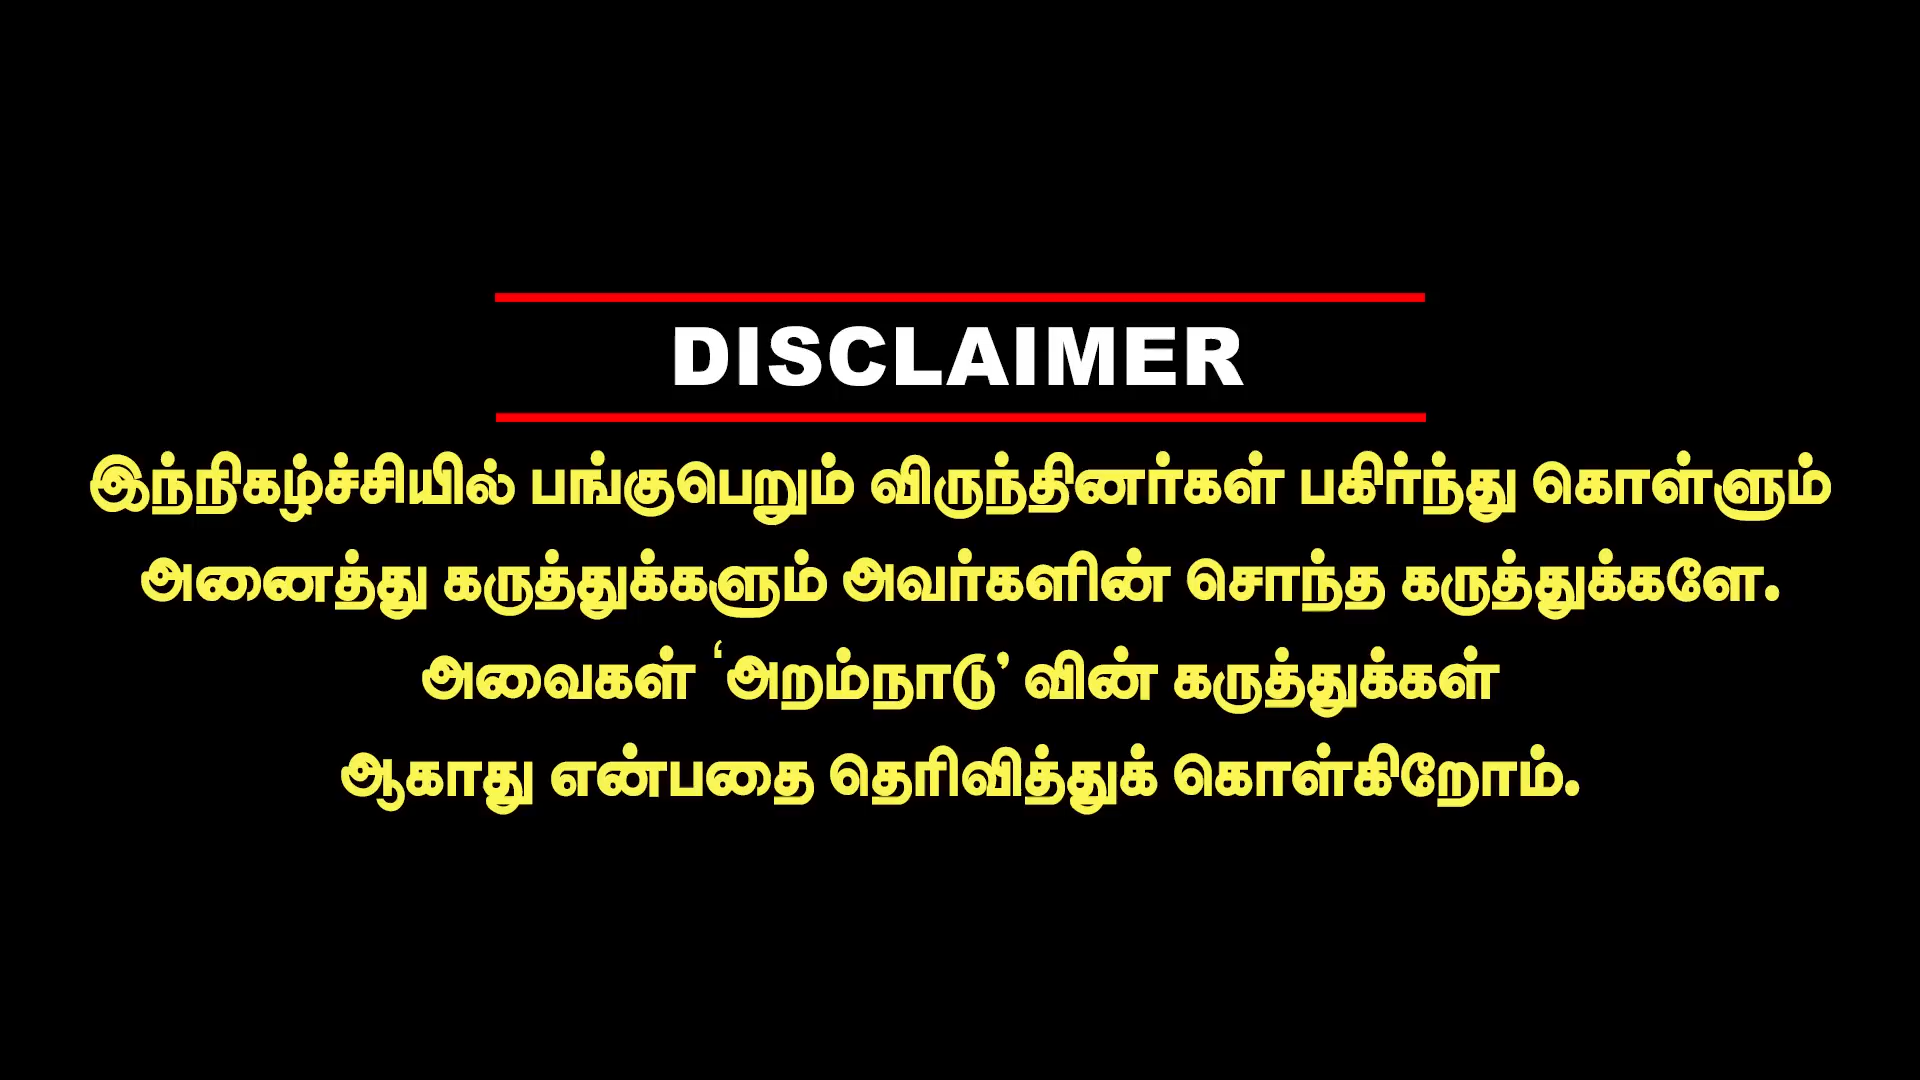 DISCLAIMER
இந்நிகழ்ச்சியில் பங்குபெறும் விருந்தினர்கள் பகிர்ந்து கொள்ளும்
அனைத்து கருத்துக்களும் அவர்களின் சொந்த கருத்துக்களே.
அவைகள் ‘அறம்நாடு’ வின் கருத்துக்கள்
ஆகாது என்பதை தெரிவித்துக் கொள்கிறோம்.